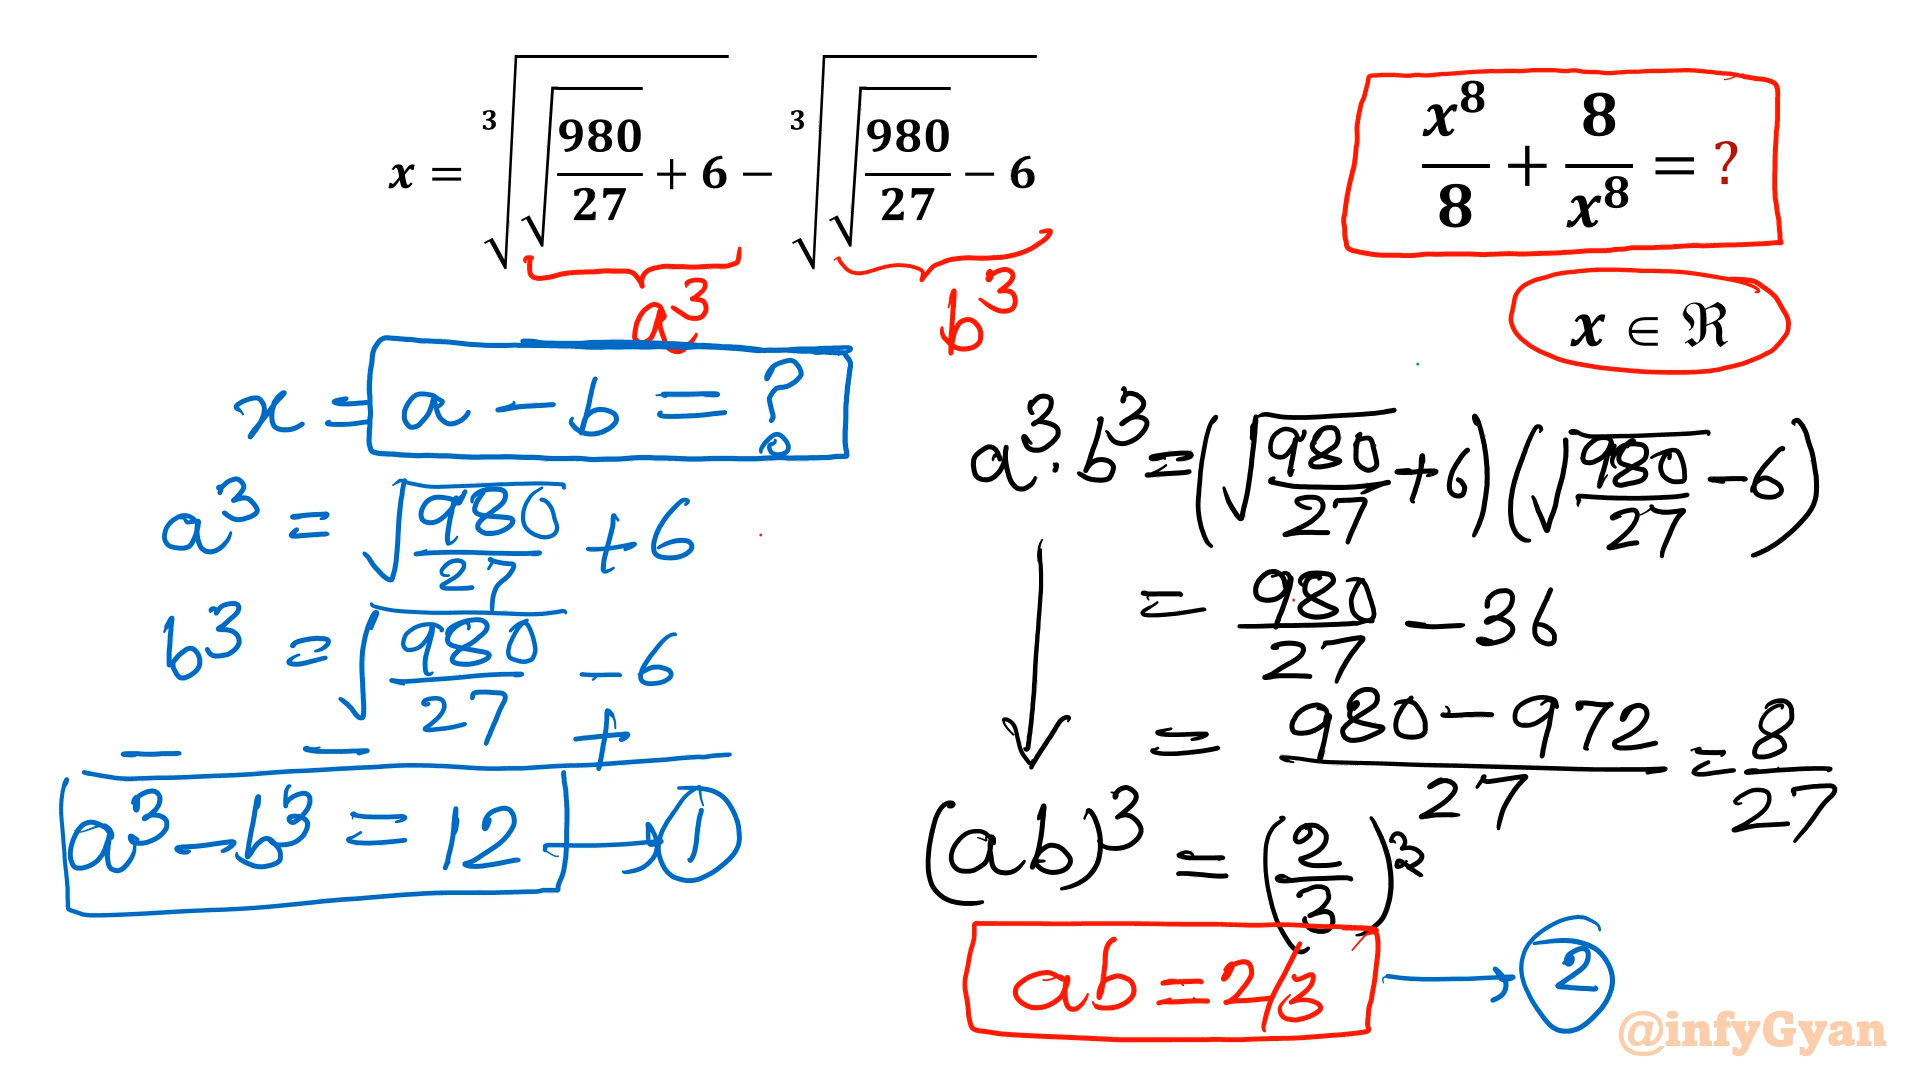 x = ∛(√(980/27) + 6) − ∛(√(980/27) − 6)
x⁸/8 + 8/x⁸ = ?
x ∈ ℜ
a³
b³
x = a − b = ?
a³ = √(980/27) + 6
b³ = √(980/27) − 6
− − +
a³ − b³ = 12 → ①
a³ · b³ = (√(980/27) + 6)(√(980/27) − 6)
= 980/27 − 36
= (980 − 972)/27 = 8/27
(ab)³ = (2/3)³
ab = 2/3 → ②
@infyGyan